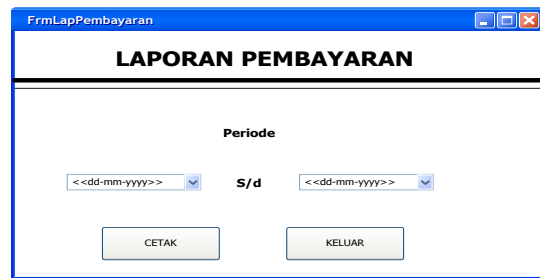 FrmLapPembayaran
LAPORAN PEMBAYARAN
Periode
<<dd-mm-yyyy>> S/d <<dd-mm-yyyy>>
CETAK KELUAR